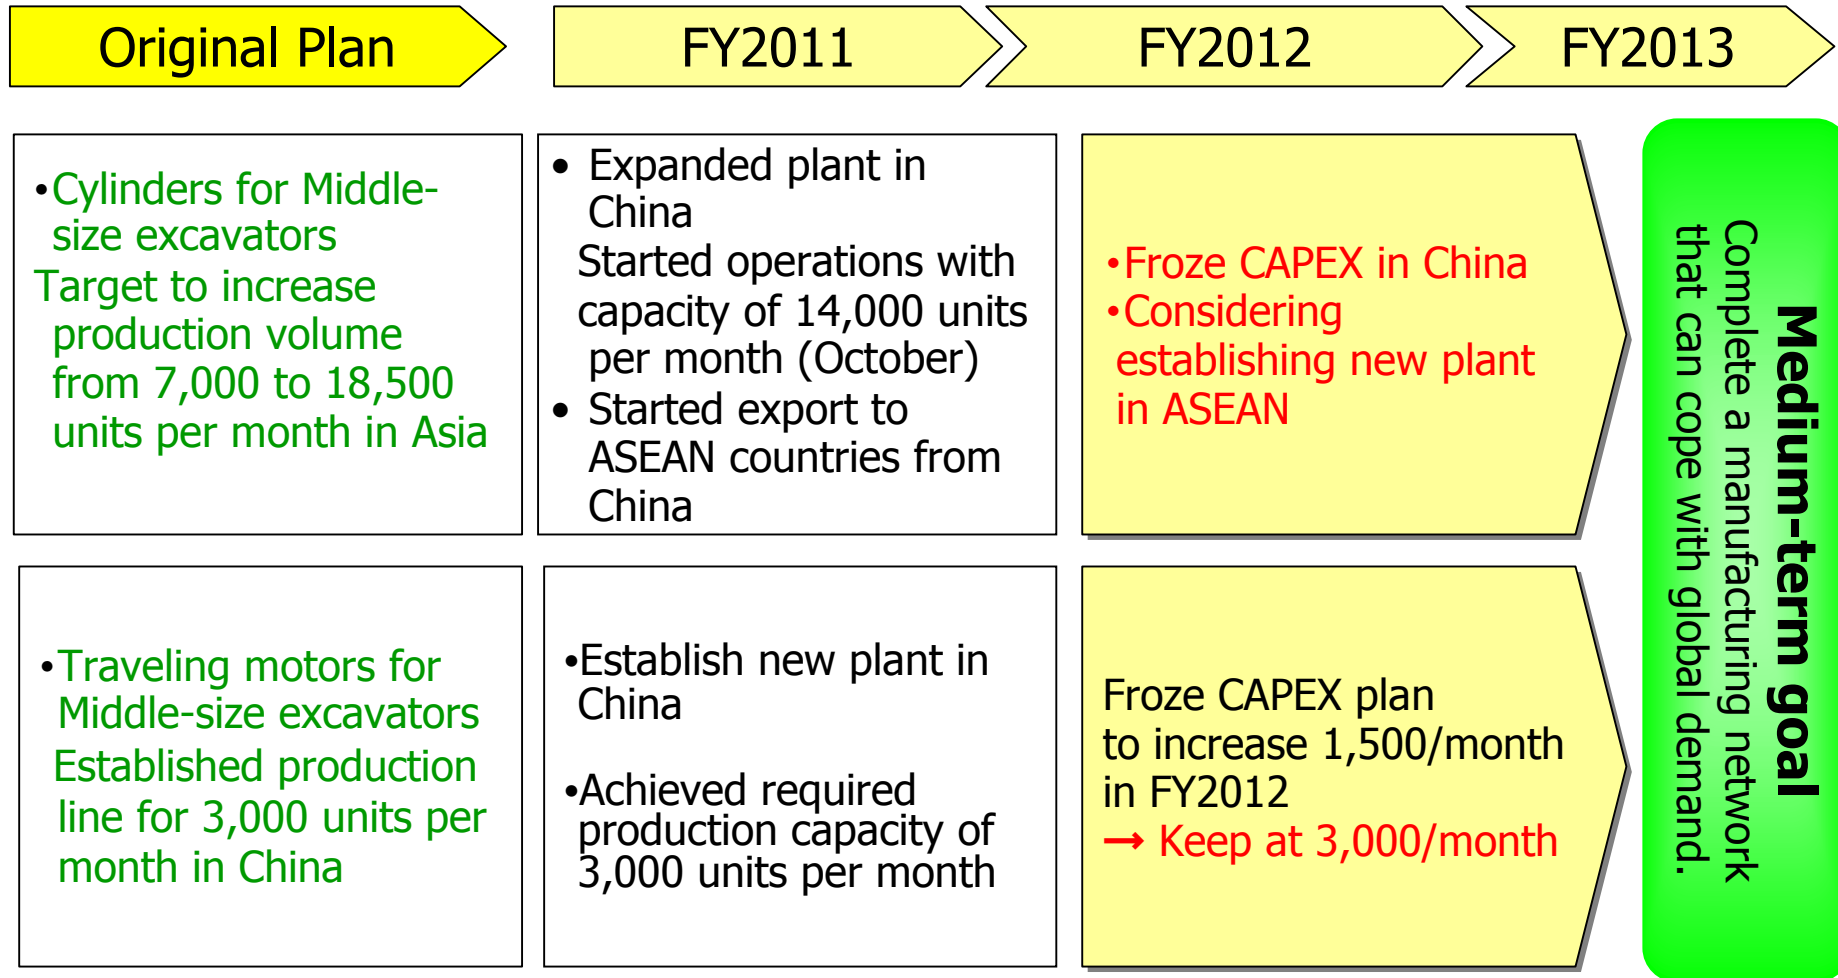 Original Plan
FY2011
FY2012
FY2013
•Cylinders for Middle-
size excavators
Target to increase
production volume
from 7,000 to 18,500
units per month in Asia
• Expanded plant in
China
Started operations with
capacity of 14,000 units
per month (October)
• Started export to
ASEAN countries from
China
•Froze CAPEX in China
•Considering
establishing new plant
in ASEAN
•Traveling motors for
Middle-size excavators
Established production
line for 3,000 units per
month in China
•Establish new plant in
China
•Achieved required
production capacity of
3,000 units per month
Froze CAPEX plan
to increase 1,500/month
in FY2012
→ Keep at 3,000/month
Medium-term goal
Complete a manufacturing network
that can cope with global demand.